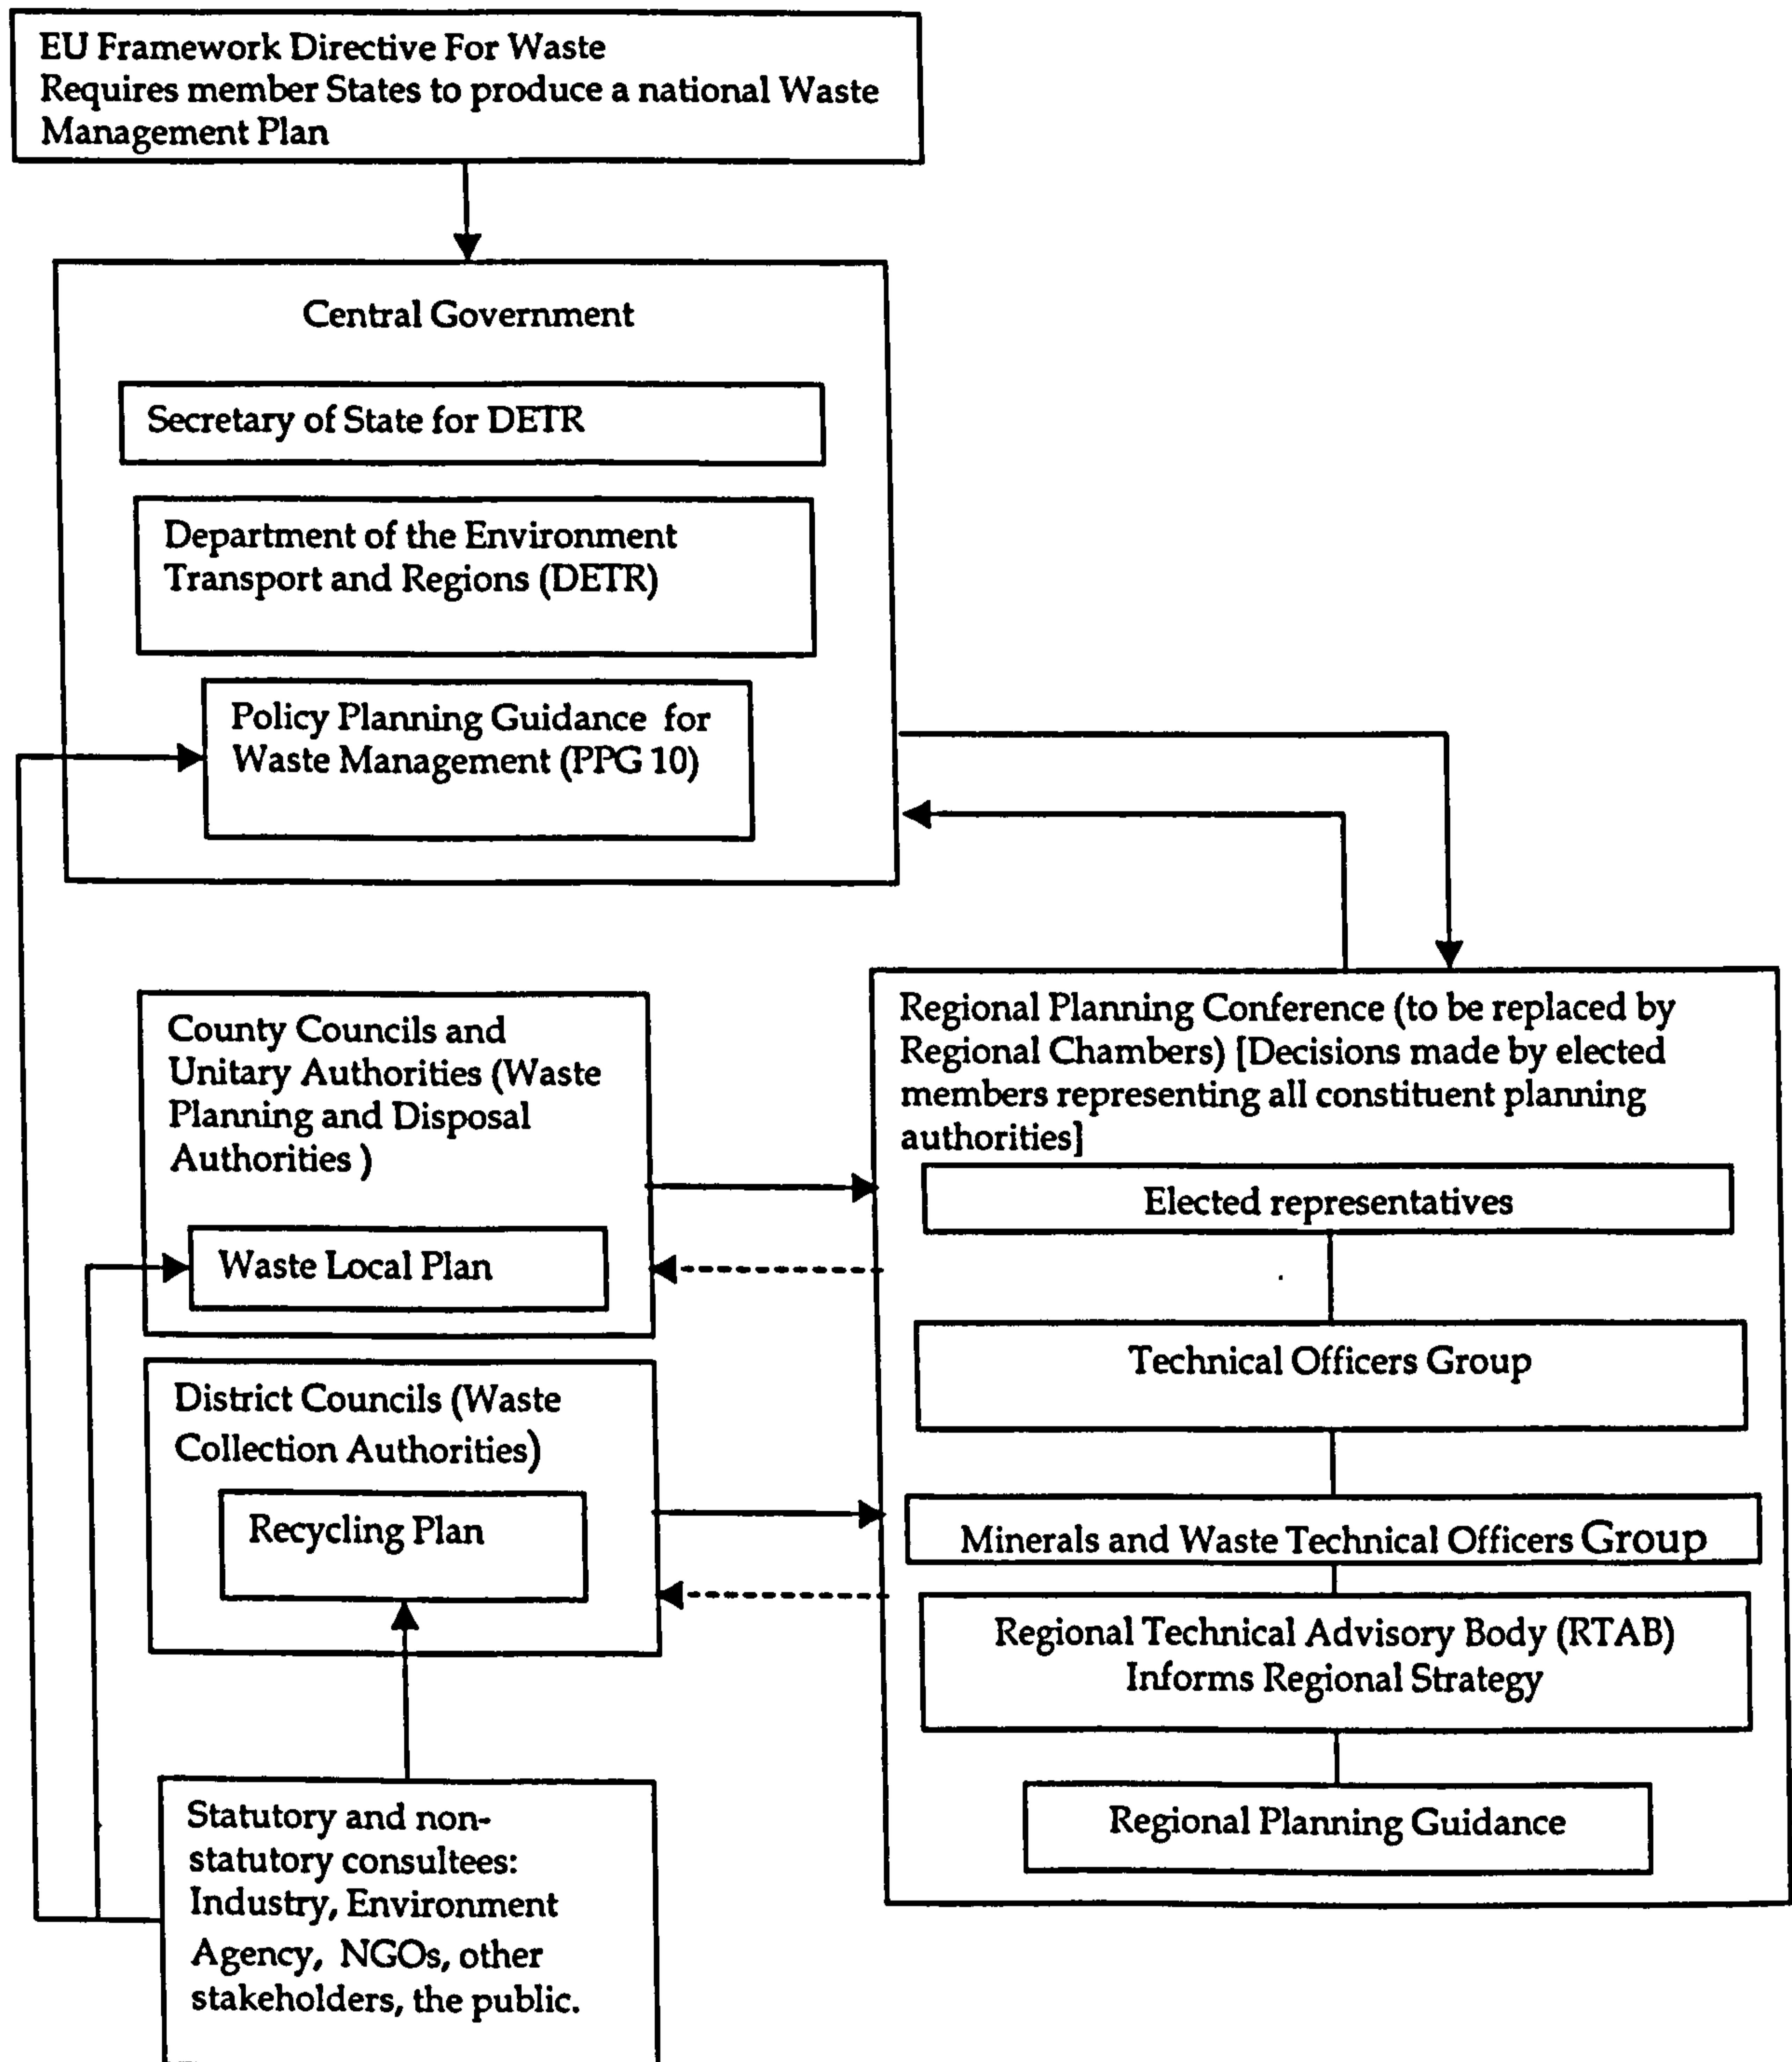 EU Framework Directive For Waste
Requires member States to produce a national Waste
Management Plan
Central Government
Secretary of State for DETR
Department of the Environment
Transport and Regions (DETR)
Policy Planning Guidance for
Waste Management (PPG 10)
County Councils and
Unitary Authorities (Waste
Planning and Disposal
Authorities )
Waste Local Plan
District Councils (Waste
Collection Authorities)
Recycling Plan
Statutory and non-
statutory consultees:
Industry, Environment
Agency, NGOs, other
stakeholders, the public.
Regional Planning Conference (to be replaced by
Regional Chambers) [Decisions made by elected
members representing all constituent planning
authorities]
Elected representatives
Technical Officers Group
Minerals and Waste Technical Officers Group
Regional Technical Advisory Body (RTAB)
Informs Regional Strategy
Regional Planning Guidance